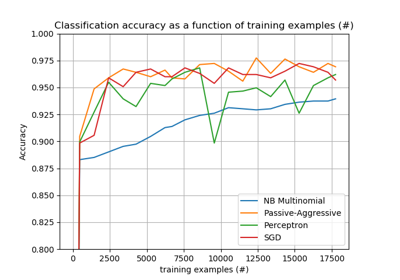 Classification accuracy as a function of training examples (#)
1.000
0.975
0.950
0.925
0.900
0.875
0.850
0.825
0.800
Accuracy
NB Multinomial
Passive-Aggressive
Perceptron
SGD
0 2500 5000 7500 10000 12500 15000 17500
training examples (#)